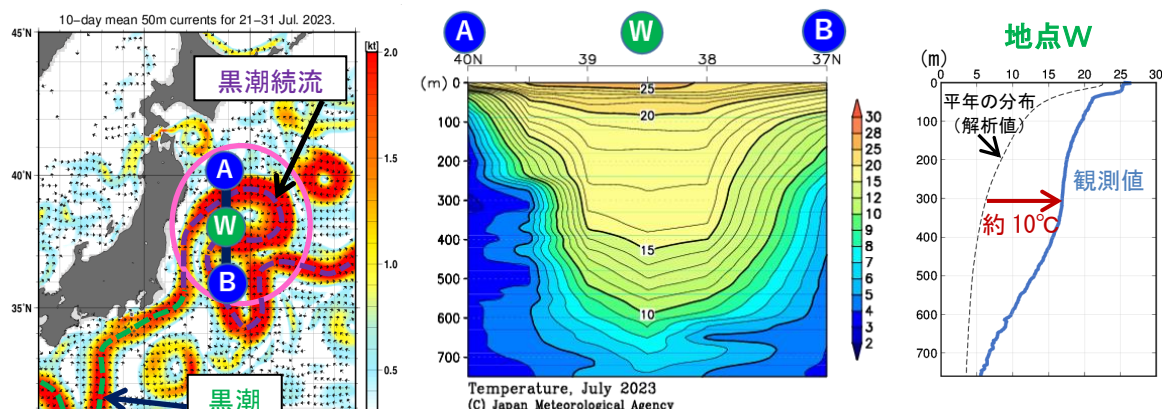 10-day mean 50m currents for 21-31 Jul. 2023.
45˚N
40˚N
35˚N
[kt]
2.0
1.5
1.0
0.5
黒潮続流
A
W
B
黒潮
A
W
B
40N
39
38
37N
(m)
0
100
200
300
400
500
600
700
25
20
15
10
30
28
25
20
15
12
10
9
8
7
6
5
4
3
2
Temperature, July 2023
(C) Japan Meteorological Agency
地点W
(m)
0
5
10
15
20
25
30
0
100
200
300
400
500
600
700
平年の分布
(解析値)
観測値
約 10℃